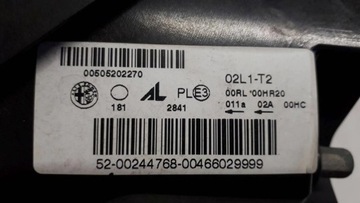 00505202270
02L1-T2
AL PL E3 00RL *00HR20
181 2841 011a 02A 00HC
52-00244768-00466029999